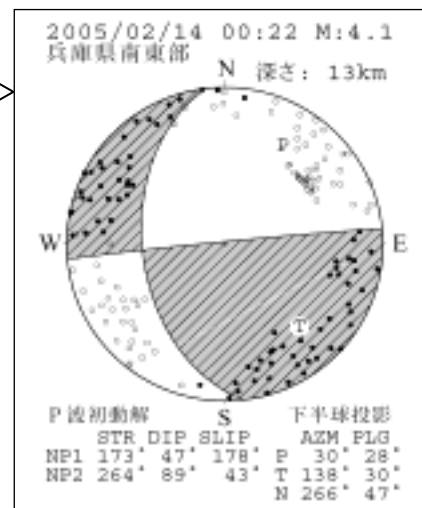 2005/02/14 00:22 M:4.1
兵庫県南東部
N 深さ: 13km
P
W E
T
S
P波初動解 下半球投影
STR DIP SLIP AZM PLG
NP1 173° 47° 178° P 30° 28°
NP2 264° 89° 43° T 138° 30°
N 266° 47°